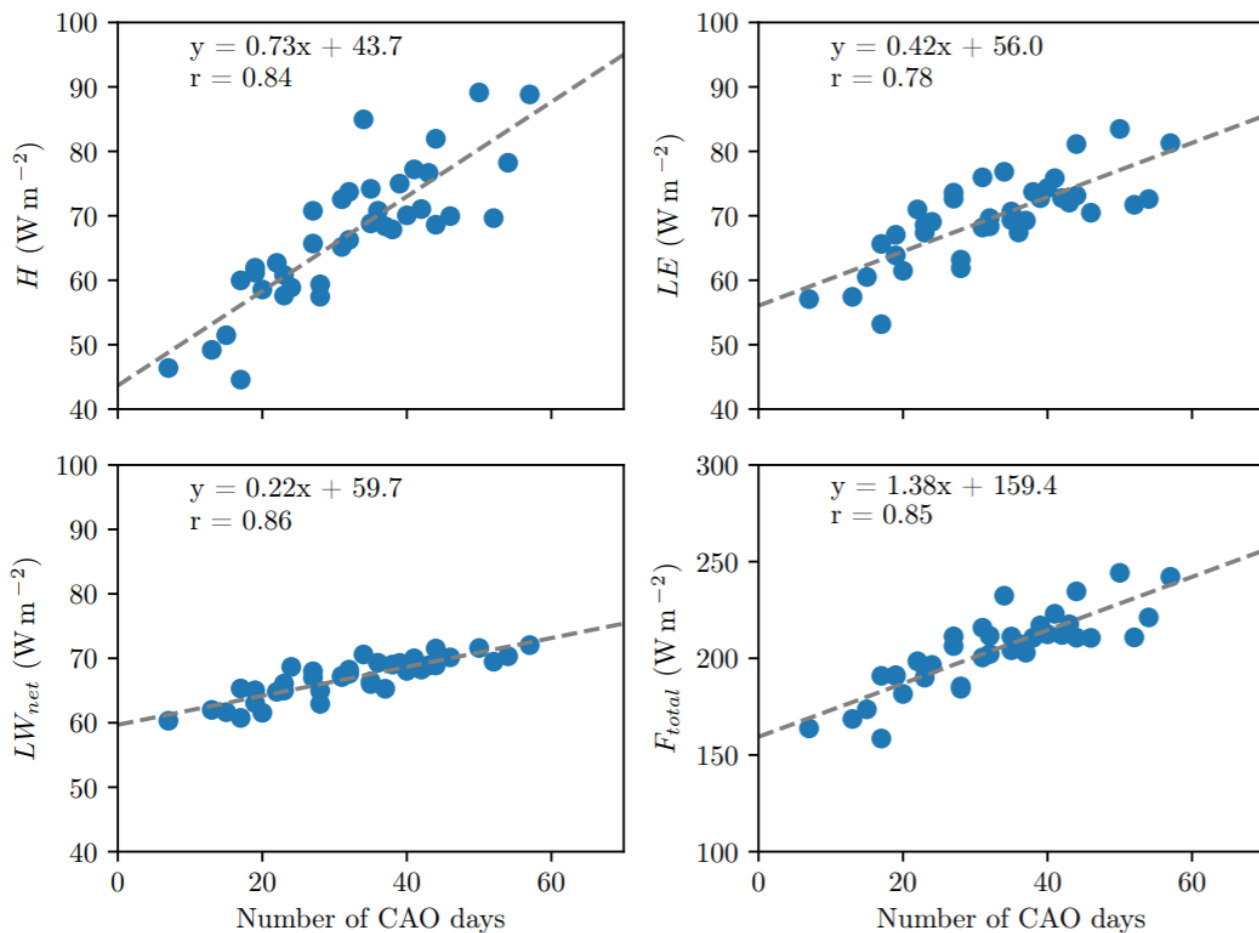 y = 0.73x + 43.7
r = 0.84
H (W m⁻²)
100
90
80
70
60
50
40
y = 0.42x + 56.0
r = 0.78
LE (W m⁻²)
100
90
80
70
60
50
40
y = 0.22x + 59.7
r = 0.86
LW_net (W m⁻²)
100
90
80
70
60
50
40
0 20 40 60
Number of CAO days
y = 1.38x + 159.4
r = 0.85
F_total (W m⁻²)
300
250
200
150
100
0 20 40 60
Number of CAO days